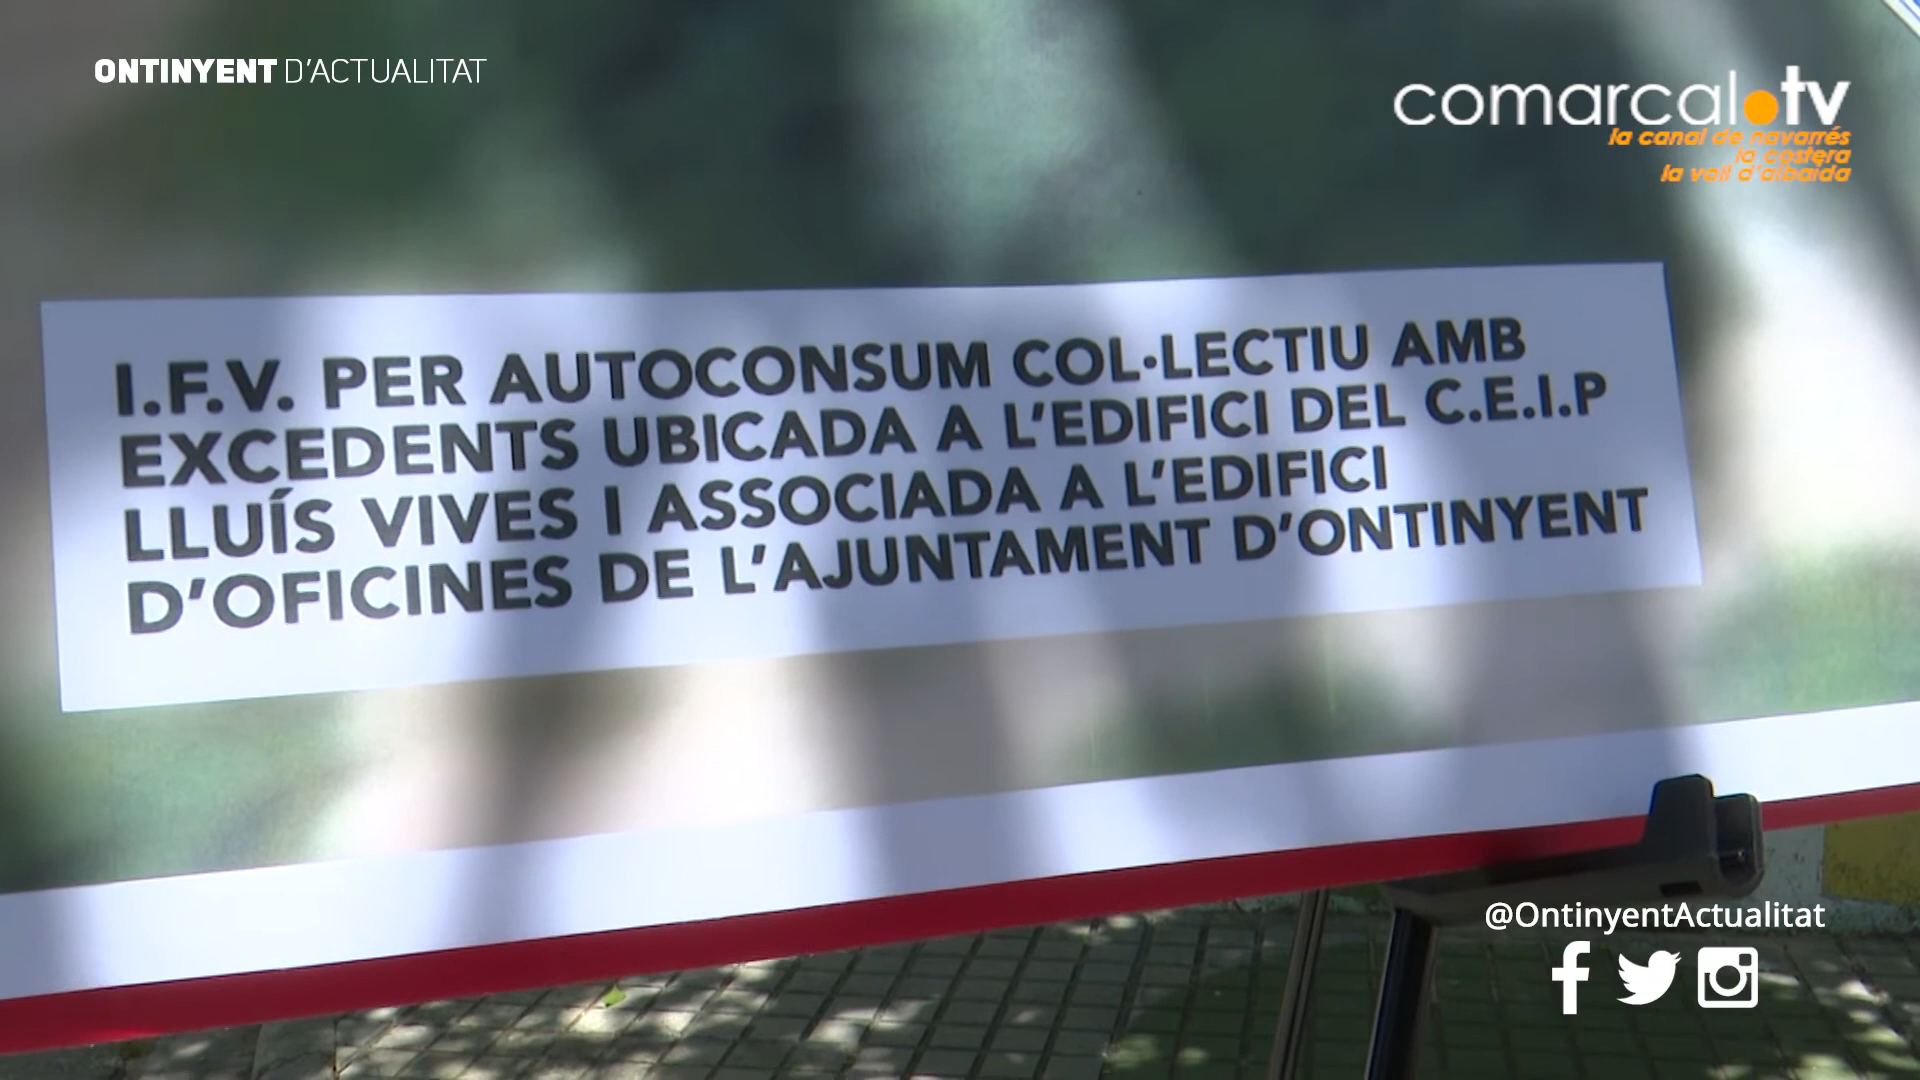 ONTINYENT D'ACTUALITAT
comarcal.tv
la canal de navarrés
la costera
la vall d'albaida
I.F.V. PER AUTOCONSUM COL·LECTIU AMB
EXCEDENTS UBICADA A L'EDIFICI DEL C.E.I.P
LLUÍS VIVES I ASSOCIADA A L'EDIFICI
D'OFICINES DE L'AJUNTAMENT D'ONTINYENT
@OntinyentActualitat